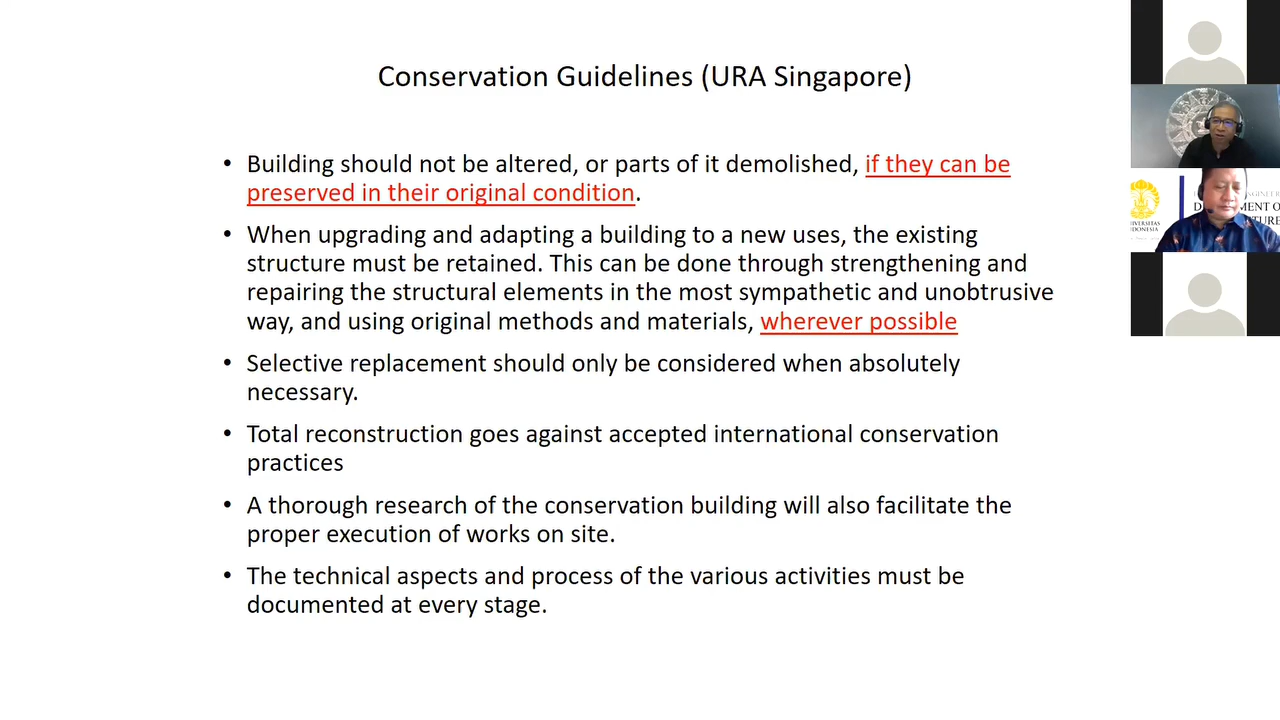 Conservation Guidelines (URA Singapore)
• Building should not be altered, or parts of it demolished, if they can be
preserved in their original condition.
• When upgrading and adapting a building to a new uses, the existing
structure must be retained. This can be done through strengthening and
repairing the structural elements in the most sympathetic and unobtrusive
way, and using original methods and materials, wherever possible
• Selective replacement should only be considered when absolutely
necessary.
• Total reconstruction goes against accepted international conservation
practices
• A thorough research of the conservation building will also facilitate the
proper execution of works on site.
• The technical aspects and process of the various activities must be
documented at every stage.